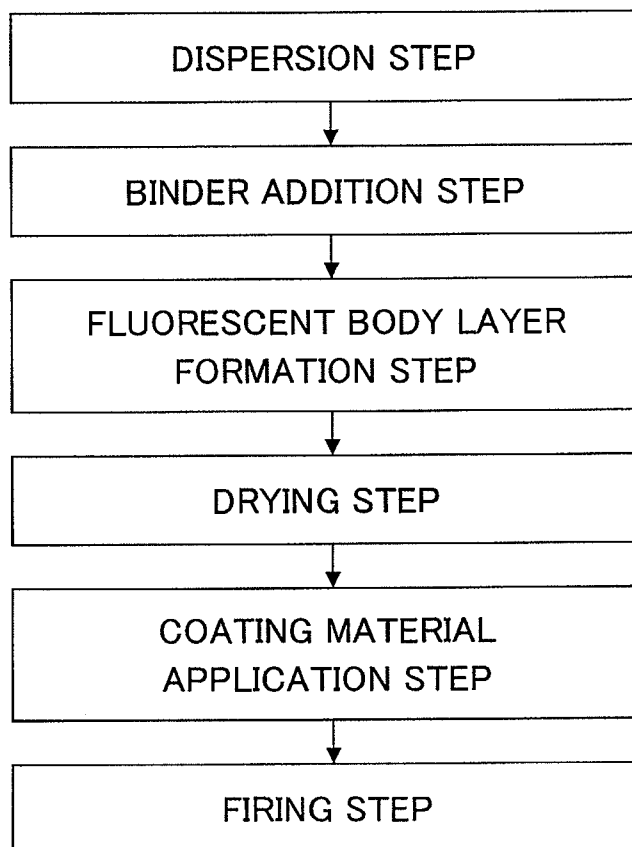 DISPERSION STEP
BINDER ADDITION STEP
FLUORESCENT BODY LAYER
FORMATION STEP
DRYING STEP
COATING MATERIAL
APPLICATION STEP
FIRING STEP